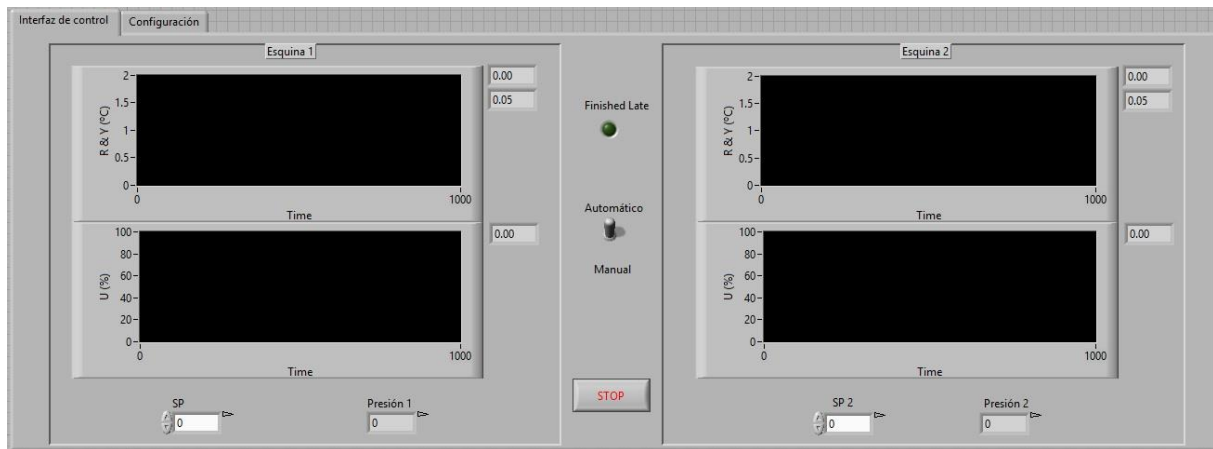 Interfaz de control
Configuración
Esquina 1
R & Y (ºC)
2
1.5
1
0.5
0
0
1000
Time
0.00
0.05
U (%)
100
80
60
40
20
0
0
1000
Time
0.00
SP
0
Presión 1
0
Finished Late
Automático
Manual
STOP
Esquina 2
R & Y (ºC)
2
1.5
1
0.5
0
0
1000
Time
0.00
0.05
U (%)
100
80
60
40
20
0
0
1000
Time
0.00
SP 2
0
Presión 2
0